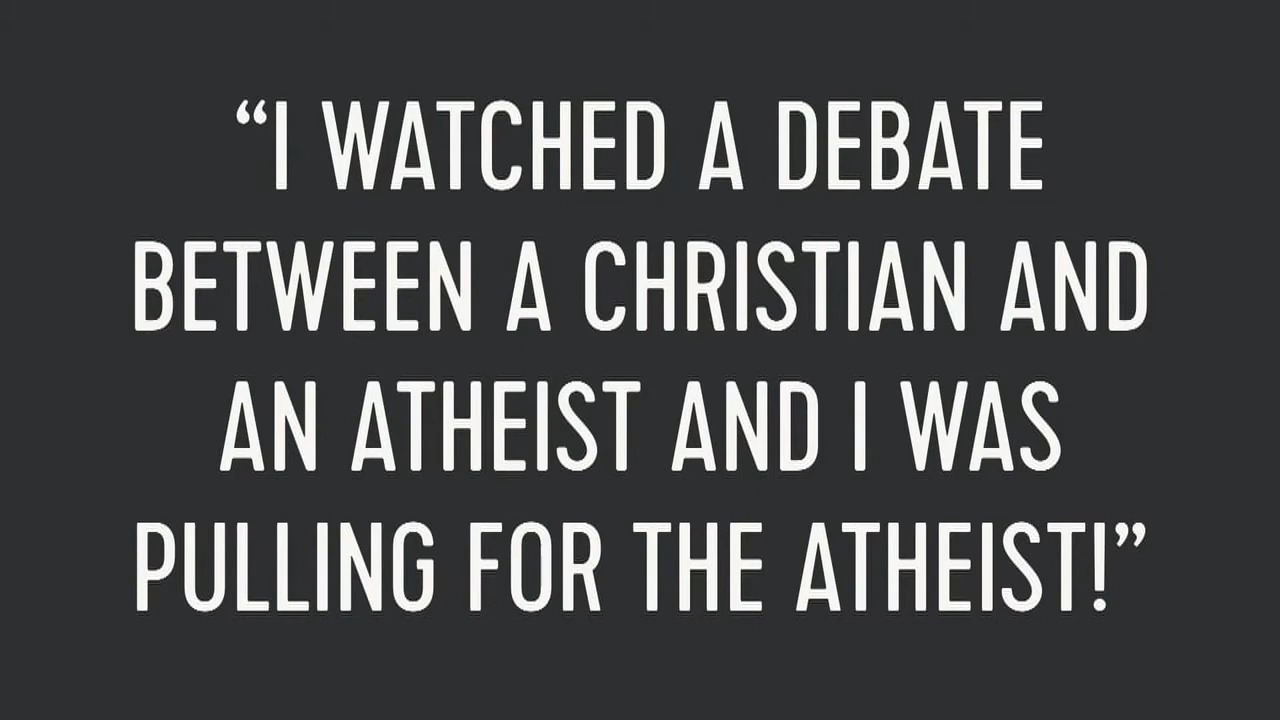 “I WATCHED A DEBATE
BETWEEN A CHRISTIAN AND
AN ATHEIST AND I WAS
PULLING FOR THE ATHEIST!”